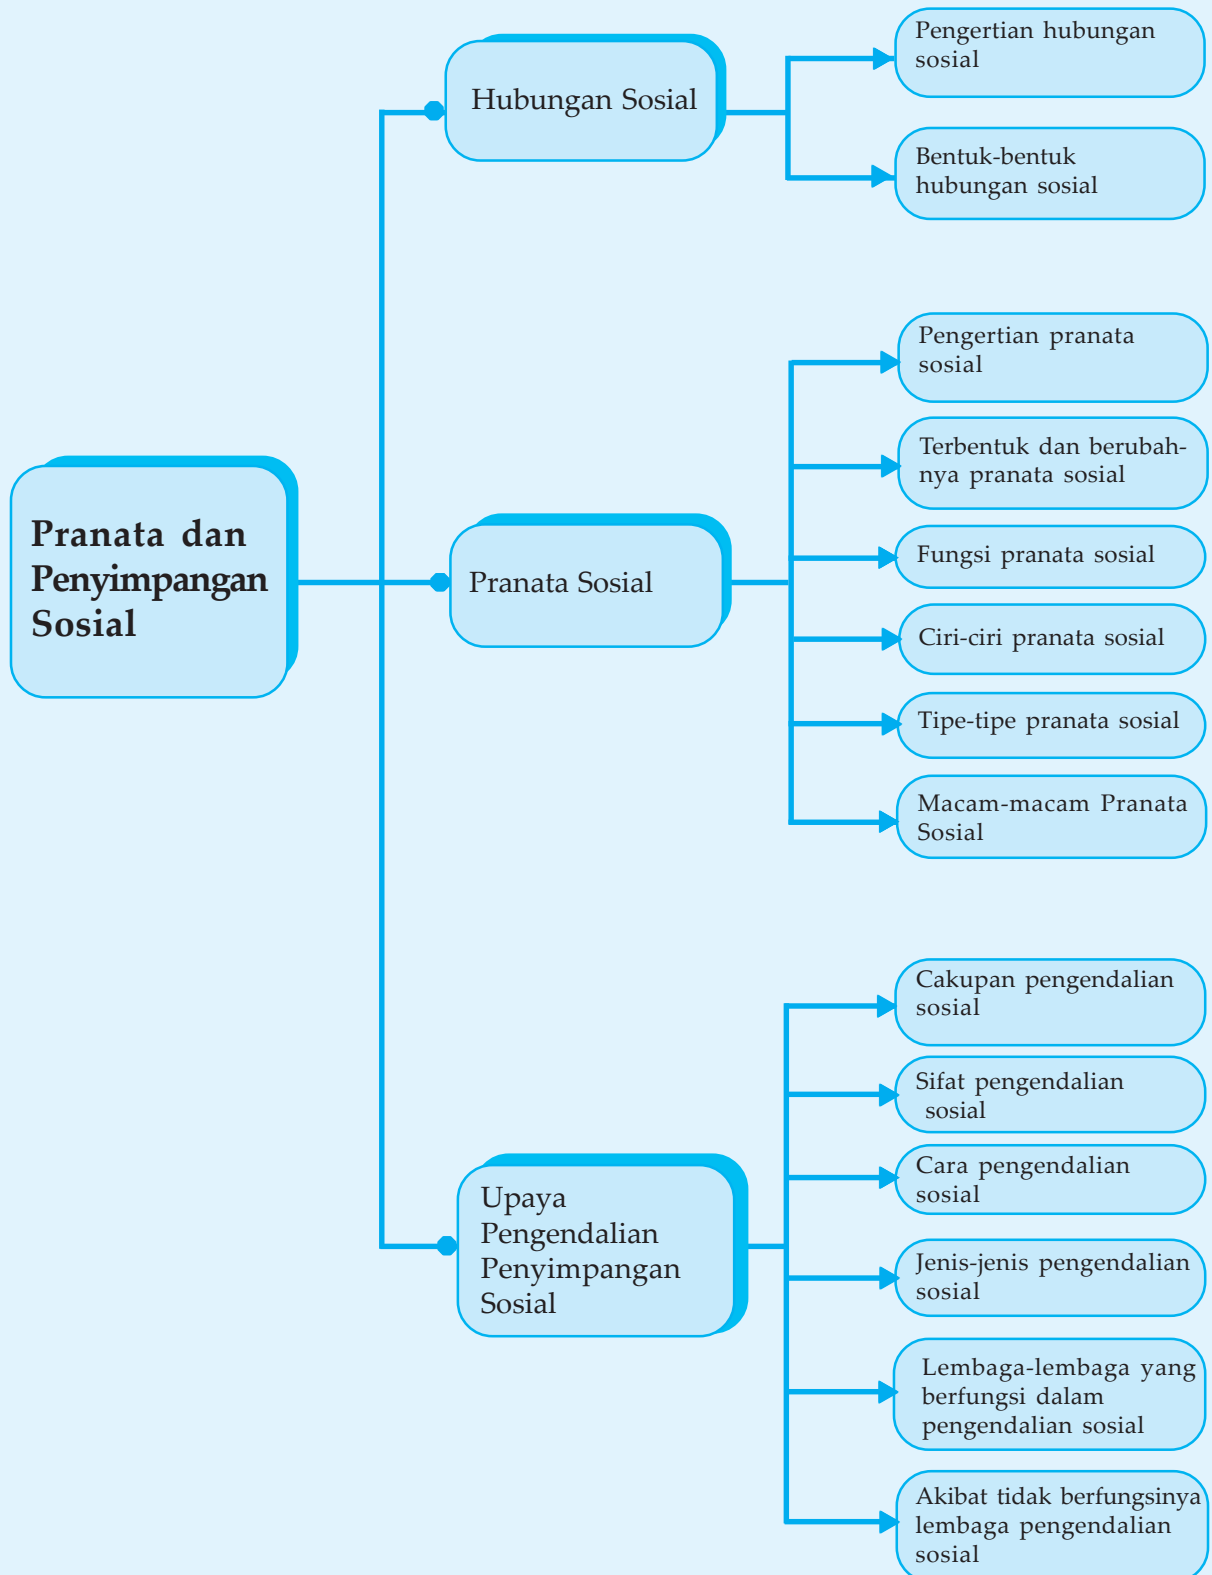 Pranata dan
Penyimpangan
Sosial
Hubungan Sosial
Pengertian hubungan
sosial
Bentuk-bentuk
hubungan sosial
Pranata Sosial
Pengertian pranata
sosial
Terbentuk dan berubah-
nya pranata sosial
Fungsi pranata sosial
Ciri-ciri pranata sosial
Tipe-tipe pranata sosial
Macam-macam Pranata
Sosial
Upaya
Pengendalian
Penyimpangan
Sosial
Cakupan pengendalian
sosial
Sifat pengendalian
sosial
Cara pengendalian
sosial
Jenis-jenis pengendalian
sosial
Lembaga-lembaga yang
berfungsi dalam
pengendalian sosial
Akibat tidak berfungsinya
lembaga pengendalian
sosial